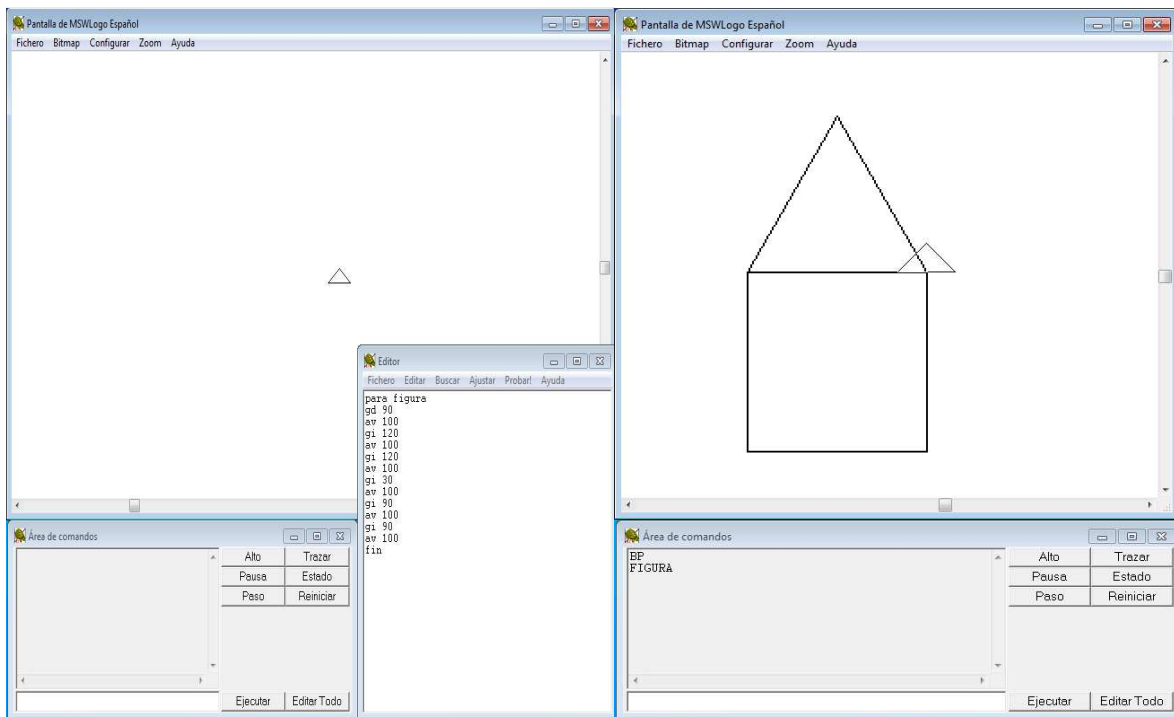 Pantalla de MSWLogo Español
Fichero Bitmap Configurar Zoom Ayuda
Editor
Fichero Editar Buscar Ajustar Probar! Ayuda
para figura
gd 90
av 100
gi 120
av 100
gi 120
av 100
gi 30
av 100
gi 90
av 100
gi 90
av 100
fin
Área de comandos
Alto Trazar
Pausa Estado
Paso Reiniciar
Ejecutar Editar Todo
Pantalla de MSWLogo Español
Fichero Bitmap Configurar Zoom Ayuda
Área de comandos
BP
FIGURA
Alto Trazar
Pausa Estado
Paso Reiniciar
Ejecutar Editar Todo